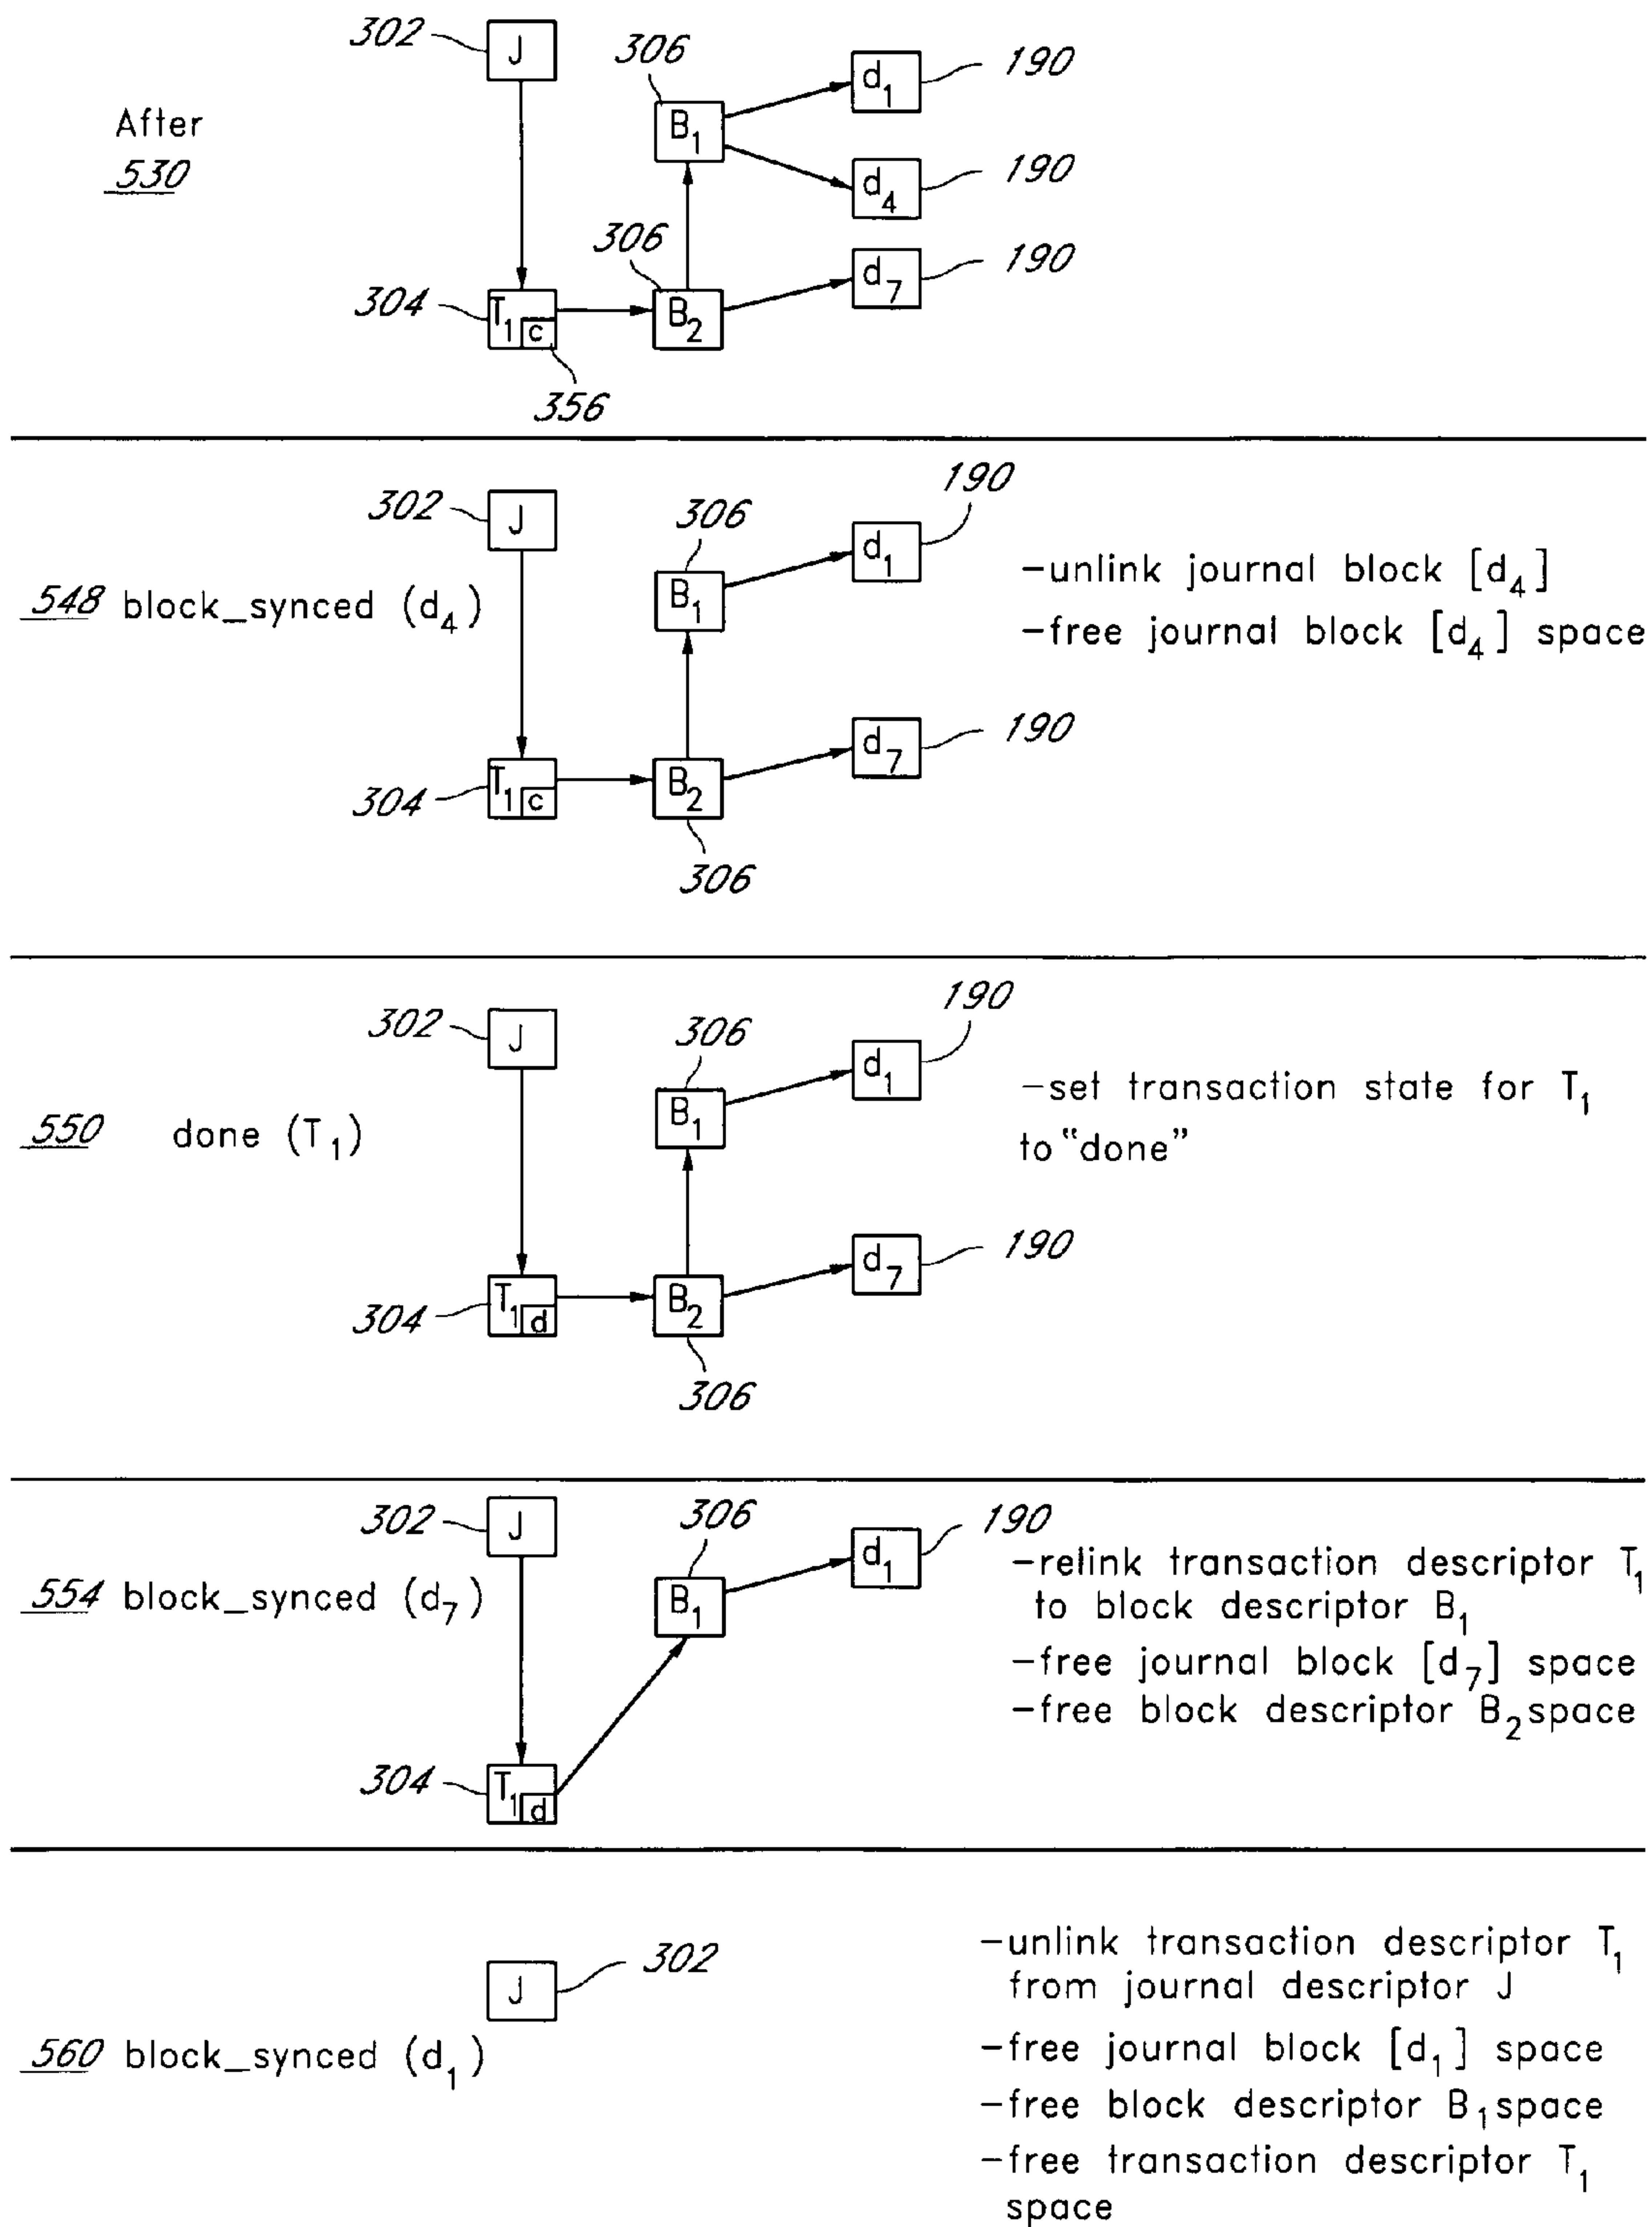 302
J
306
d1
190
After
530
B1
d4
190
306
d7
190
304
T1
c
B2
356
190
302
J
306
d1
548 block_synced (d4)
B1
-unlink journal block [d4]
-free journal block [d4] space
d7
190
304
T1
c
B2
306
190
302
J
306
d1
550 done (T1)
B1
-set transaction state for T1
to "done"
d7
190
304
T1
d
B2
306
302
J
306
d1
190
554 block_synced (d7)
B1
-relink transaction descriptor T1
to block descriptor B1
-free journal block [d7] space
-free block descriptor B2 space
304
T1
d
302
J
560 block_synced (d1)
-unlink transaction descriptor T1
from journal descriptor J
-free journal block [d1] space
-free block descriptor B1 space
-free transaction descriptor T1
space